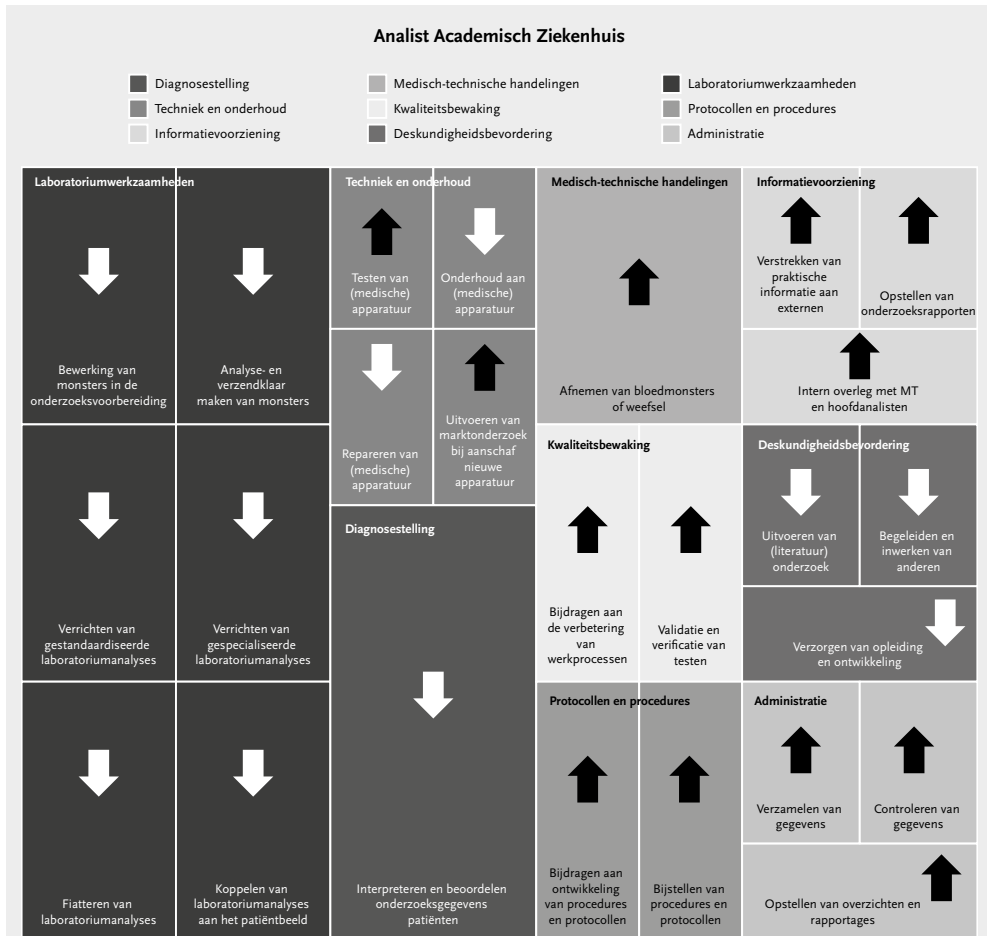 Analist Academisch Ziekenhuis
Diagnosestelling
Techniek en onderhoud
Informatievoorziening
Medisch-technische handelingen
Kwaliteitsbewaking
Deskundigheidsbevordering
Laboratoriumwerkzaamheden
Protocollen en procedures
Administratie
Laboratoriumwerkzaamheden
Bewerking van
monsters in de
onderzoeksvoorbereiding
Analyse- en
verzendklaar
maken van monsters
Verrichten van
gestandaardiseerde
laboratoriumanalyses
Verrichten van
gespecialiseerde
laboratoriumanalyses
Fiatteren van
laboratoriumanalyses
Koppelen van
laboratoriumanalyses
aan het patiëntbeeld
Techniek en onderhoud
Testen van
(medische)
apparatuur
Onderhoud aan
(medische)
apparatuur
Repareren van
(medische)
apparatuur
Uitvoeren van
marktonderzoek
bij aanschaf
nieuwe
apparatuur
Diagnosestelling
Interpreteren en beoordelen
onderzoeksgegevens
patiënten
Medisch-technische handelingen
Afnemen van bloedmonsters
of weefsel
Kwaliteitsbewaking
Bijdragen aan
de verbetering
van
werkprocessen
Validatie en
verificatie van
testen
Protocollen en procedures
Bijdragen aan
ontwikkeling
van procedures
en protocollen
Bijstellen van
procedures en
protocollen
Informatievoorziening
Verstrekken van
praktische
informatie aan
externen
Opstellen van
onderzoeksrapporten
Intern overleg met MT
en hoofdanalisten
Deskundigheidsbevordering
Uitvoeren van
(literatuur)
onderzoek
Begeleiden en
inwerken van
anderen
Verzorgen van opleiding
en ontwikkeling
Administratie
Verzamelen van
gegevens
Controleren van
gegevens
Opstellen van overzichten en
rapportages